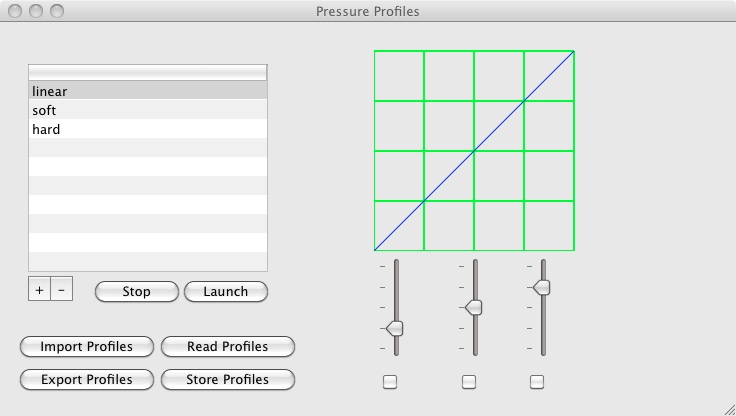 Pressure Profiles
linear
soft
hard
+ -
Stop
Launch
Import Profiles
Read Profiles
Export Profiles
Store Profiles